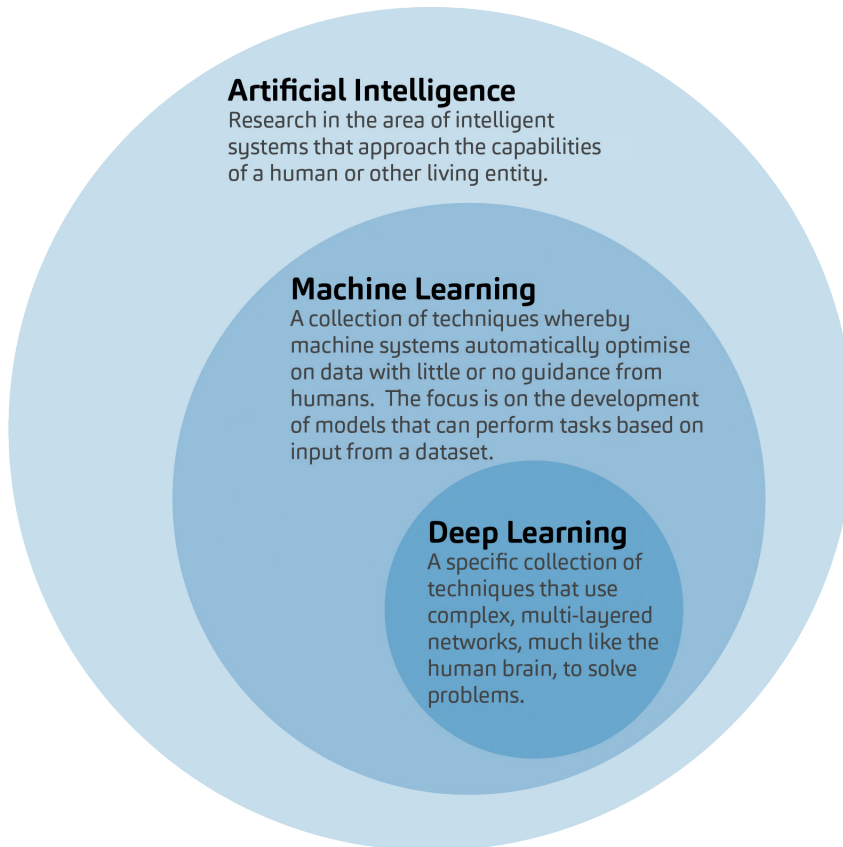 Artificial Intelligence
Research in the area of intelligent
systems that approach the capabilities
of a human or other living entity.
Machine Learning
A collection of techniques whereby
machine systems automatically optimise
on data with little or no guidance from
humans.  The focus is on the development
of models that can perform tasks based on
input from a dataset.
Deep Learning
A specific collection of
techniques that use
complex, multi-layered
networks, much like the
human brain, to solve
problems.